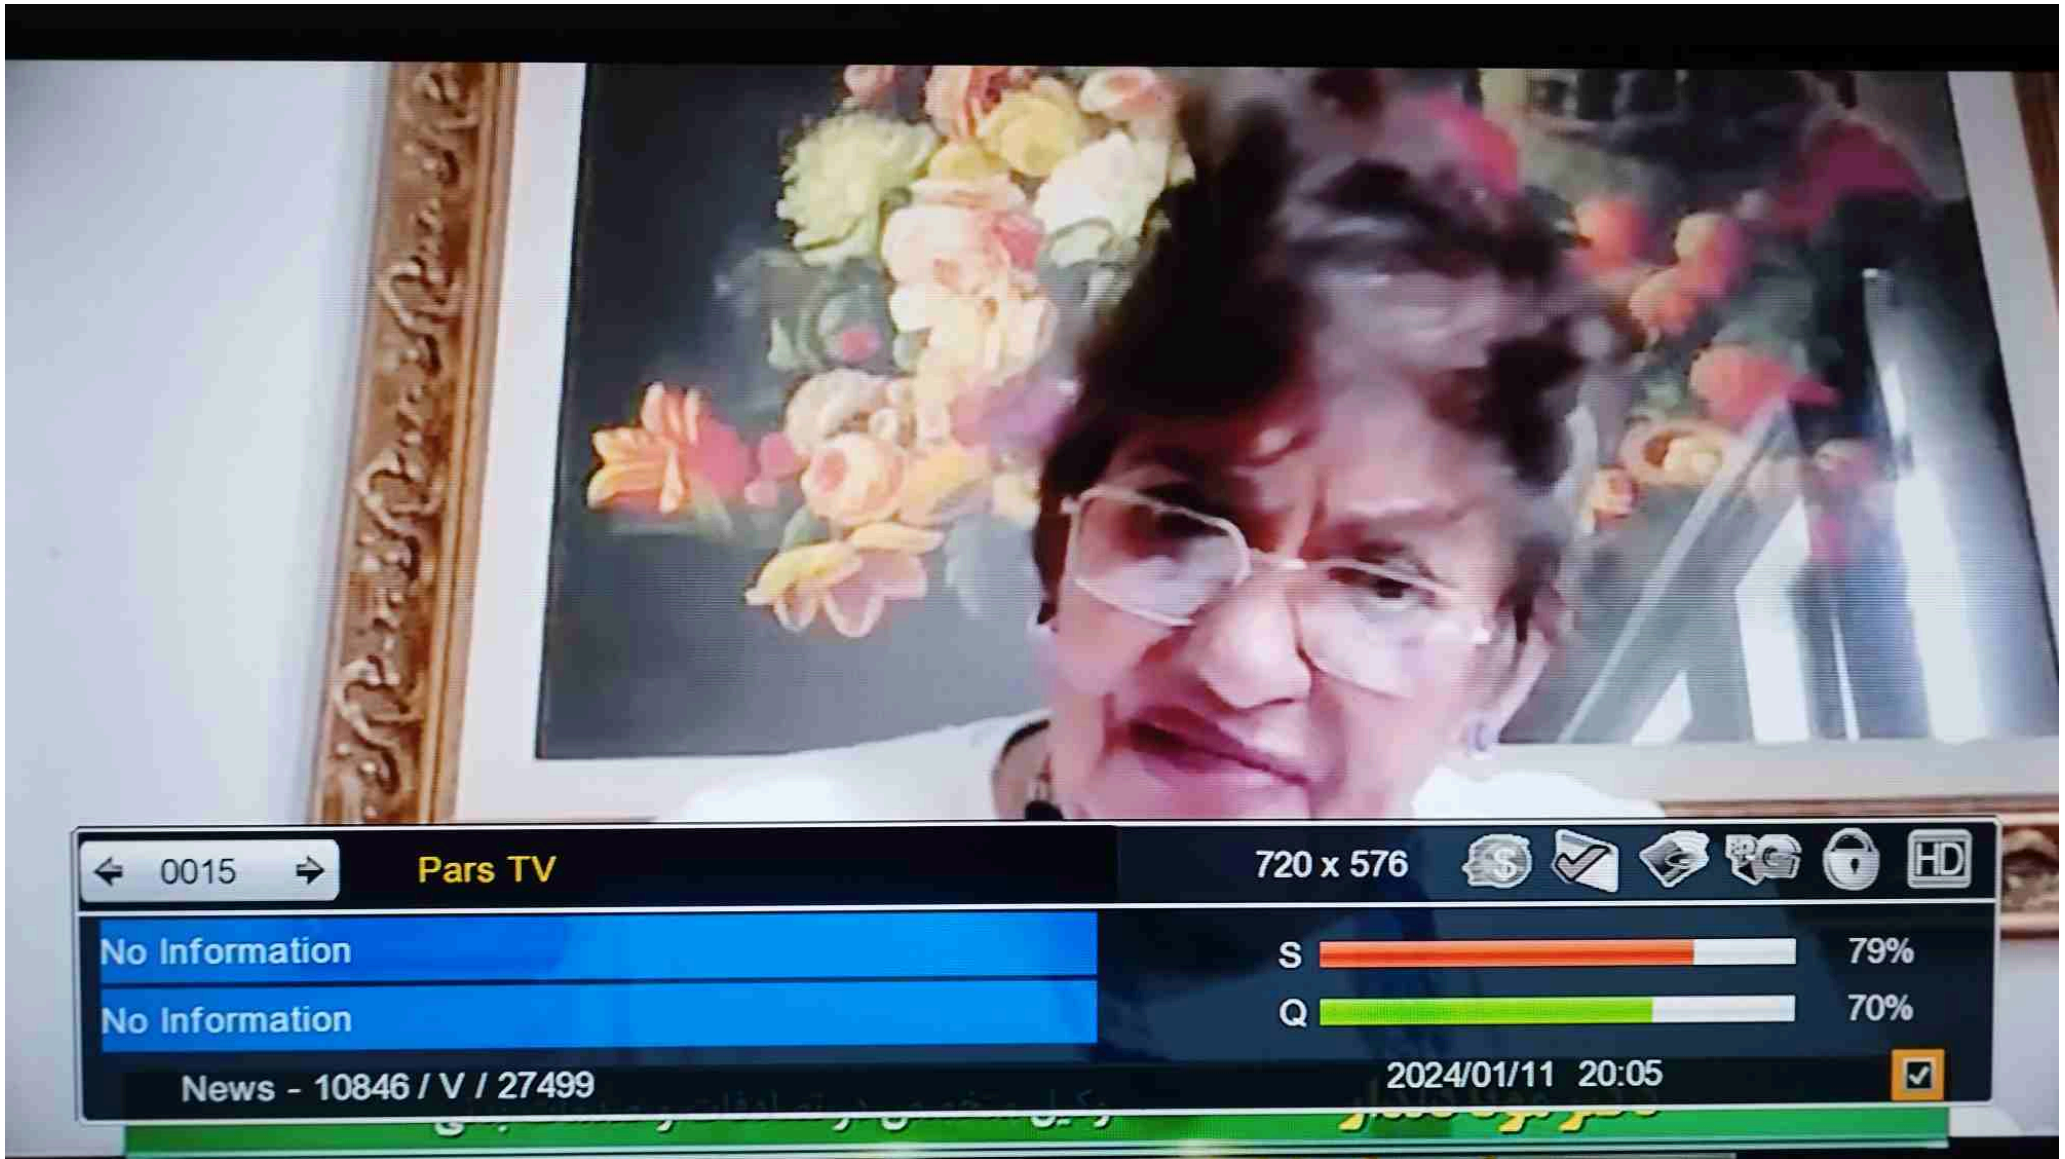 0015 Pars TV 720 x 576 HD
No Information
S 79%
No Information
Q 70%
News - 10846 / V / 27499 2024/01/11 20:05